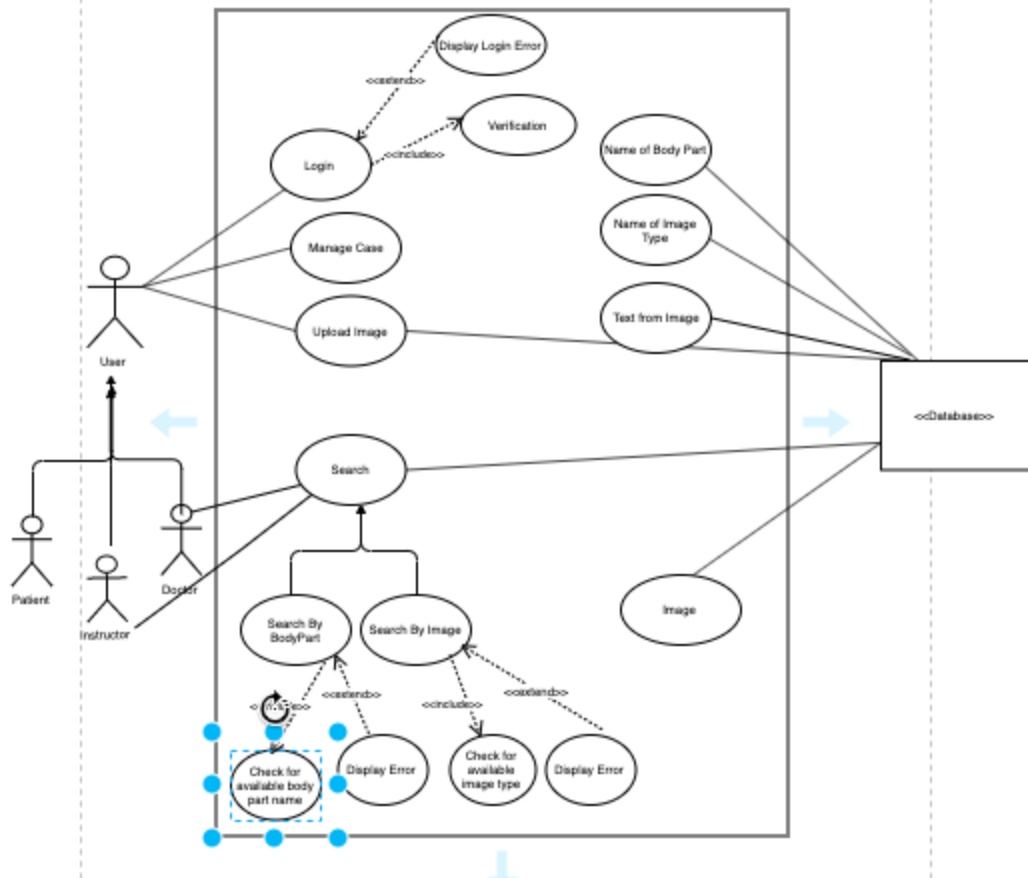 Display Login Error
<<extend>>
Verification
<<include>>
Login
Name of Body Part
Name of Image
Type
Manage Case
Text from Image
Upload Image
User
<<Database>>
Search
Doctor
Patient
Instructor
Search By
BodyPart
Search By Image
Image
<<extend>>
<<extend>>
<<include>>
Check for
available body
part name
Display Error
Check for
available
image type
Display Error